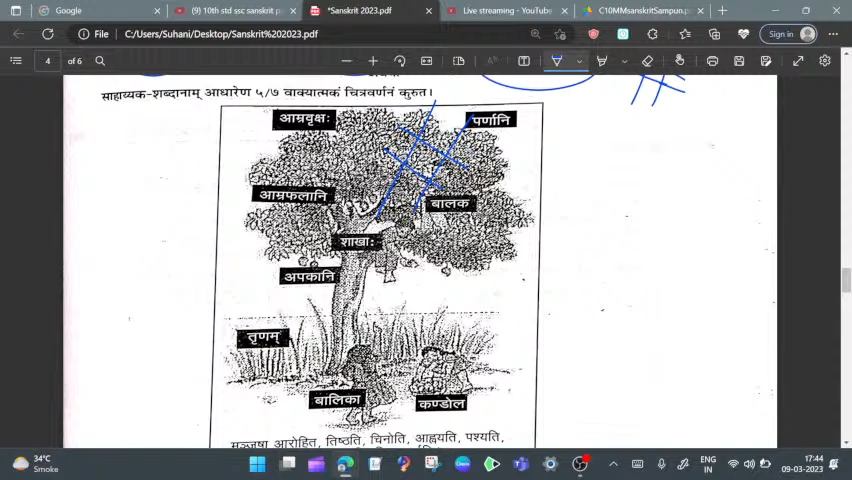 Google
(9) 10th std ssc sanskrit p
*Sanskrit 2023.pdf
Live streaming - YouTube
C10MMsanskritSampun.p
File
C:/Users/Suhani/Desktop/Sanskrit%202023.pdf
Sign in
4 of 6
साहाय्यक-शब्दानाम् आधारेण ५/७ वाक्यात्मकं चित्रवर्णनं कुरुत।
आम्रवृक्षः
पर्णानि
आम्रफलानि
बालक
शाखाः
अपकानि
तृणम्
बालिका
कण्डोल
मञ्जूषा आरोहति, तिष्ठति, चिनोति, आह्वयति, पश्यति,
34°C
Smoke
ENG
IN
17:44
09-03-2023